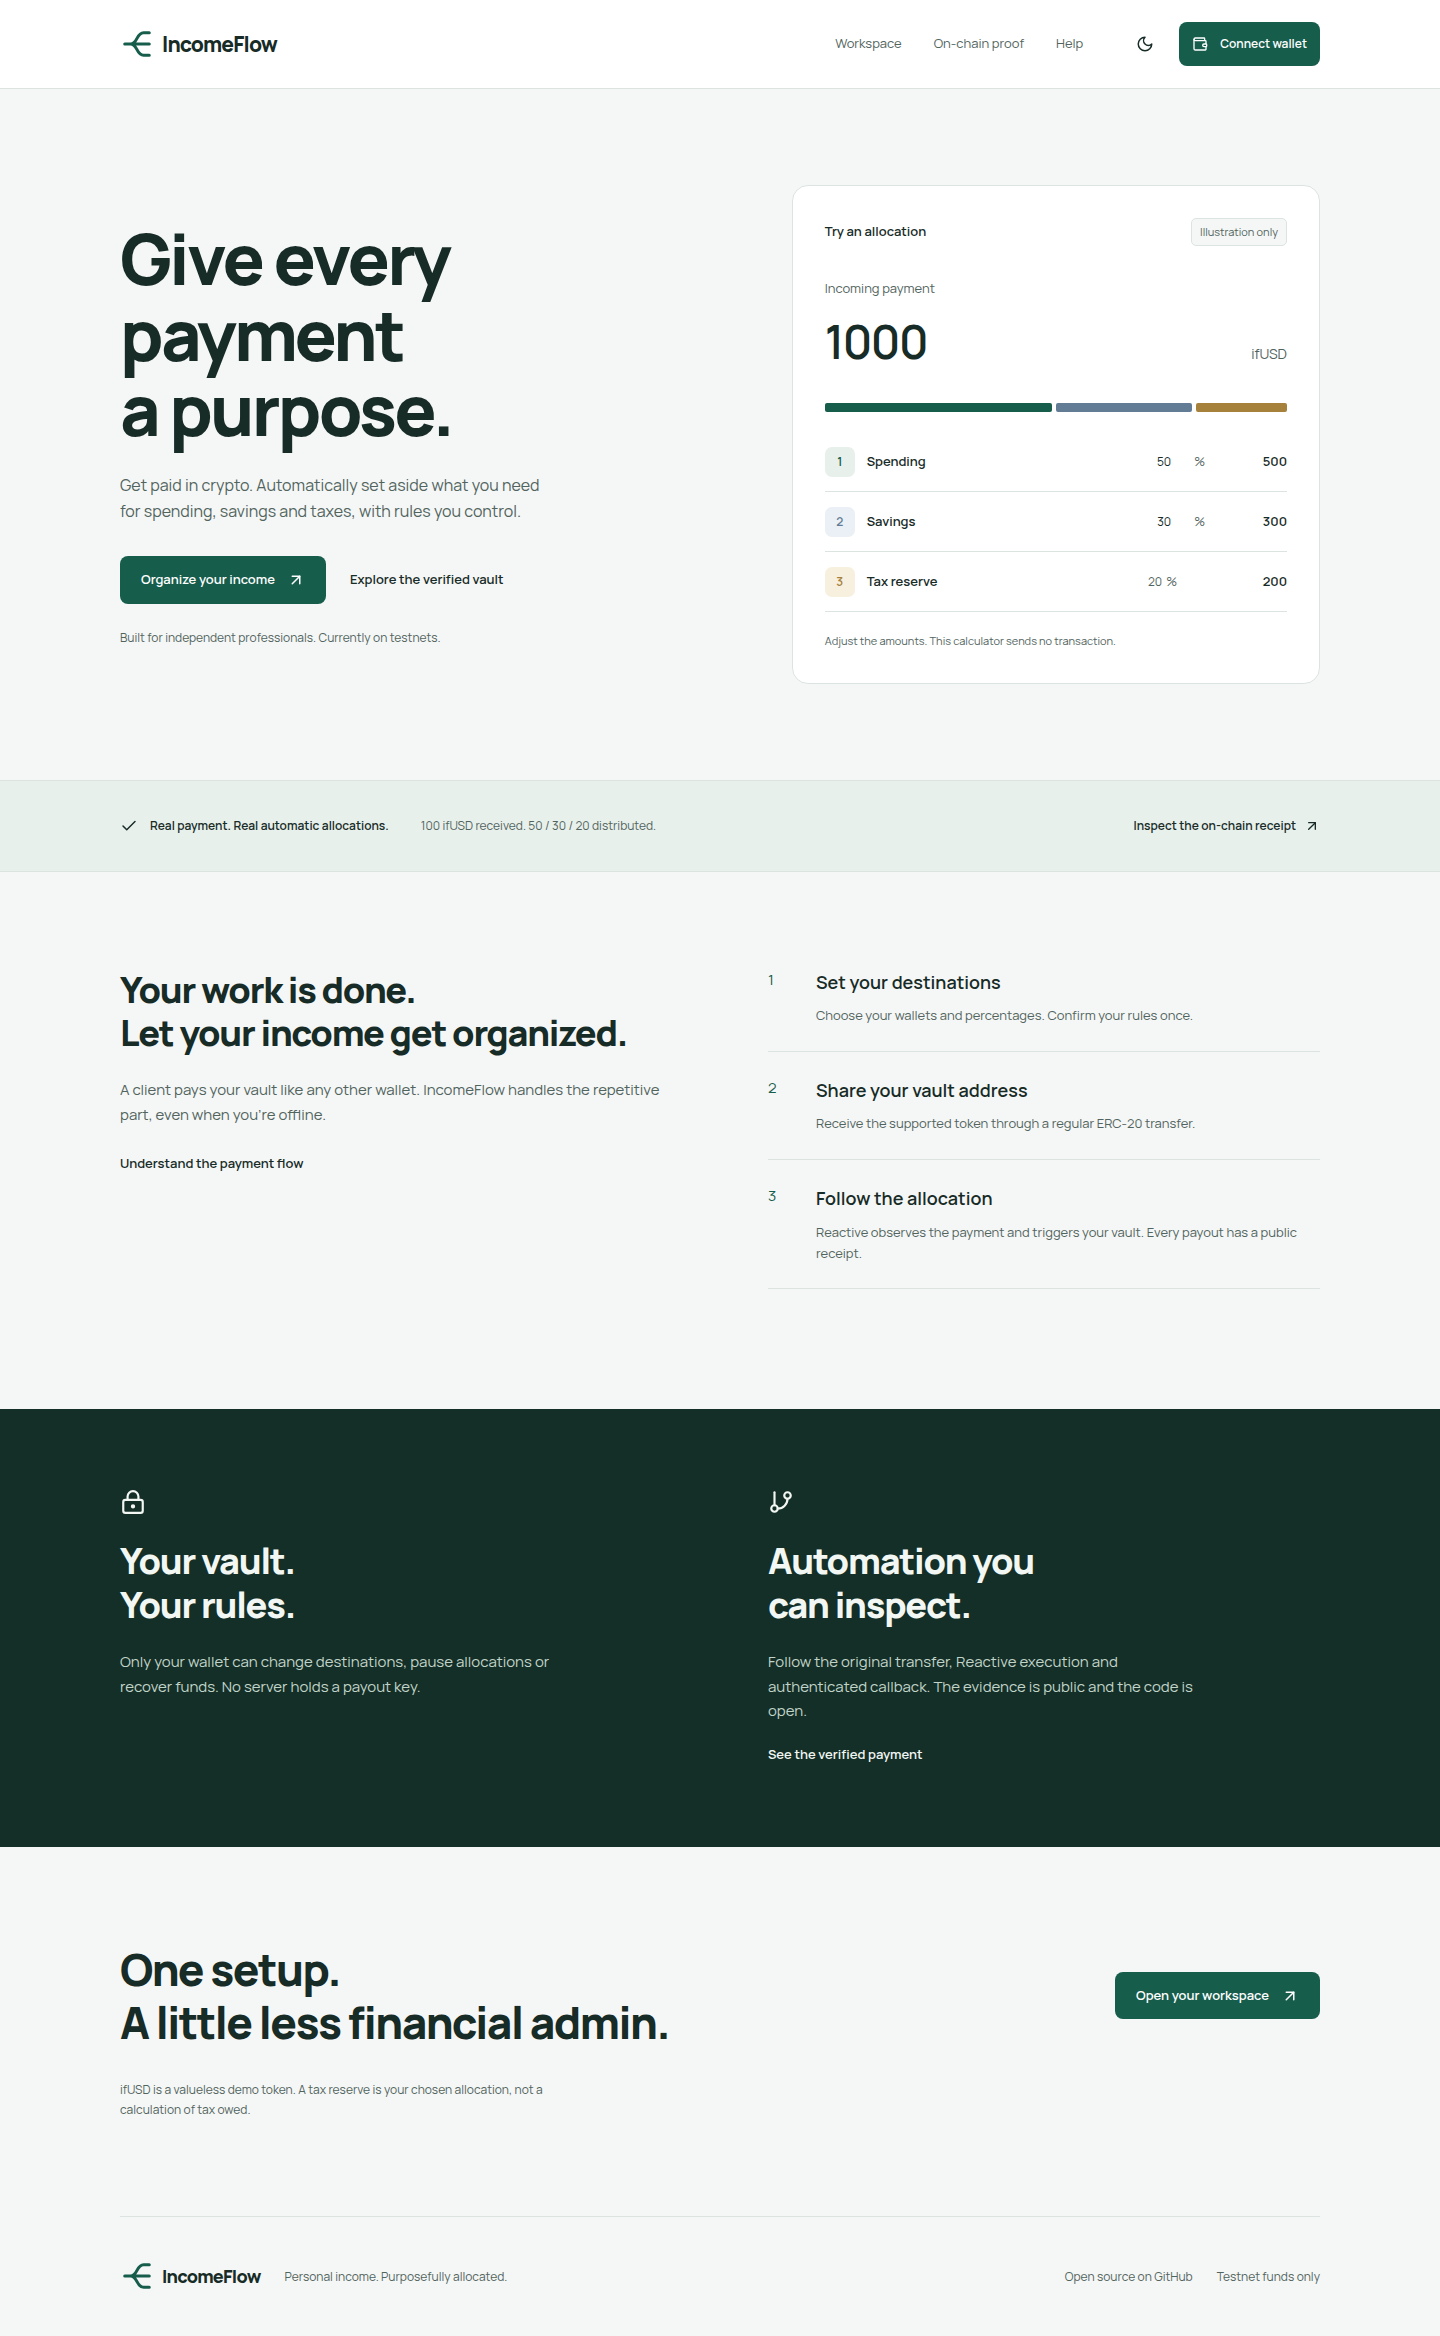 IncomeFlow
Workspace
On-chain proof
Help
Connect wallet
Give every
payment
a purpose.
Get paid in crypto. Automatically set aside what you need
for spending, savings and taxes, with rules you control.
Organize your income
Explore the verified vault
Built for independent professionals. Currently on testnets.
Try an allocation
Illustration only
Incoming payment
1000
ifUSD
1 Spending 50 % 500
2 Savings 30 % 300
3 Tax reserve 20 % 200
Adjust the amounts. This calculator sends no transaction.
Real payment. Real automatic allocations.
100 ifUSD received. 50 / 30 / 20 distributed.
Inspect the on-chain receipt
Your work is done.
Let your income get organized.
A client pays your vault like any other wallet. IncomeFlow handles the repetitive
part, even when you're offline.
Understand the payment flow
1 Set your destinations
Choose your wallets and percentages. Confirm your rules once.
2 Share your vault address
Receive the supported token through a regular ERC-20 transfer.
3 Follow the allocation
Reactive observes the payment and triggers your vault. Every payout has a public
receipt.
Your vault.
Your rules.
Only your wallet can change destinations, pause allocations or
recover funds. No server holds a payout key.
Automation you
can inspect.
Follow the original transfer, Reactive execution and
authenticated callback. The evidence is public and the code is
open.
See the verified payment
One setup.
A little less financial admin.
Open your workspace
ifUSD is a valueless demo token. A tax reserve is your chosen allocation, not a
calculation of tax owed.
IncomeFlow
Personal income. Purposefully allocated.
Open source on GitHub
Testnet funds only